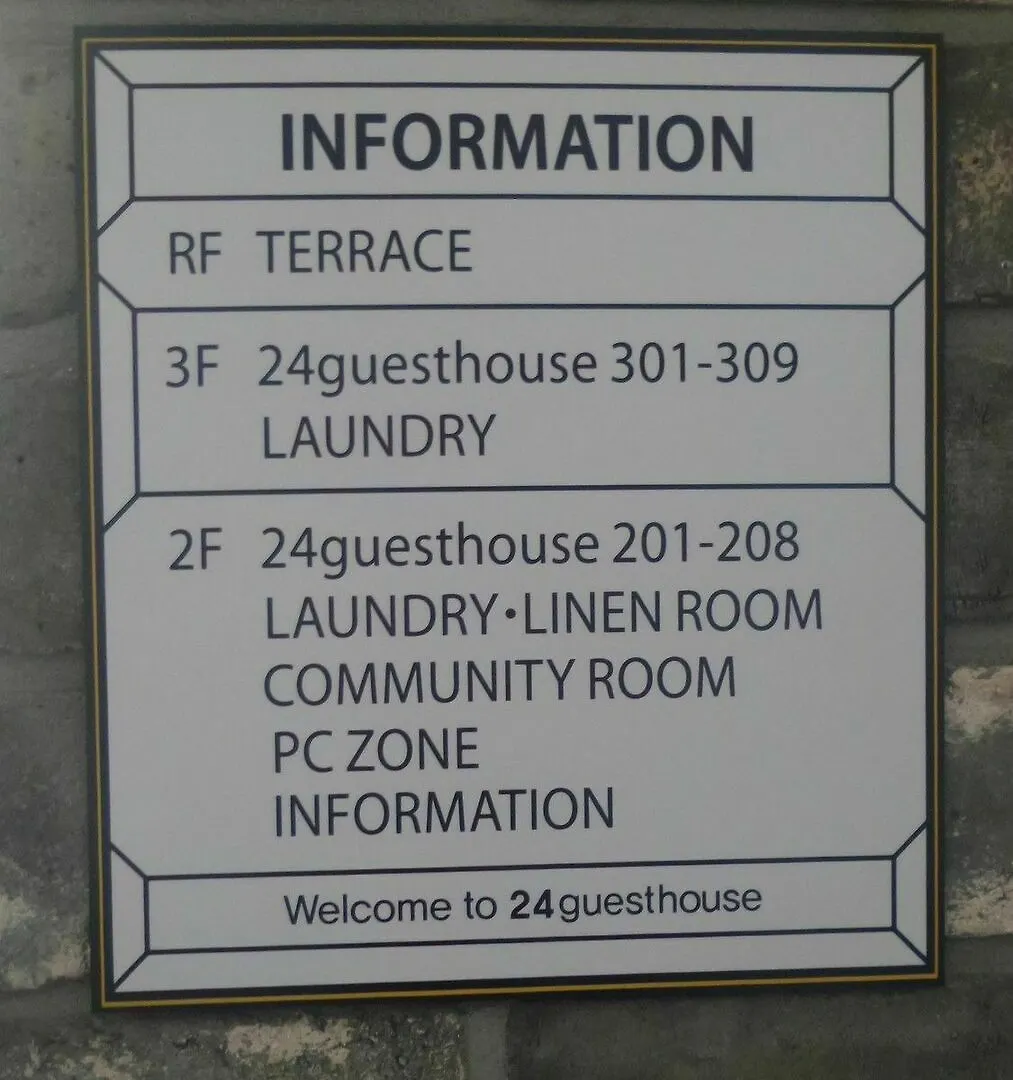 INFORMATION
RF TERRACE
3F 24guesthouse 301-309
LAUNDRY
2F 24guesthouse 201-208
LAUNDRY•LINEN ROOM
COMMUNITY ROOM
PC ZONE
INFORMATION
Welcome to 24guesthouse